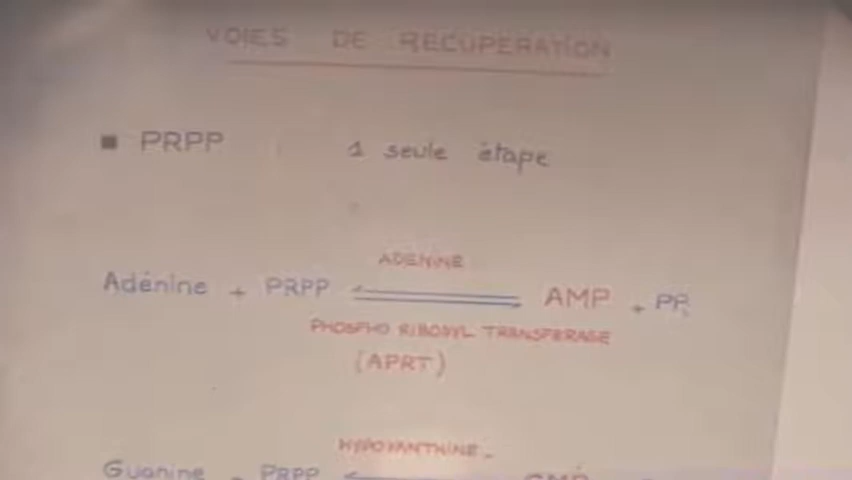 VOIES DE RECUPERATION
■ PRPP 1 seule étape
ADENINE
Adénine + PRPP ⇌ AMP + PPi
PHOSPHO RIBOSYL TRANSFERASE
(APRT)
HYPOXANTHINE -
Guanine + PRPP GMP